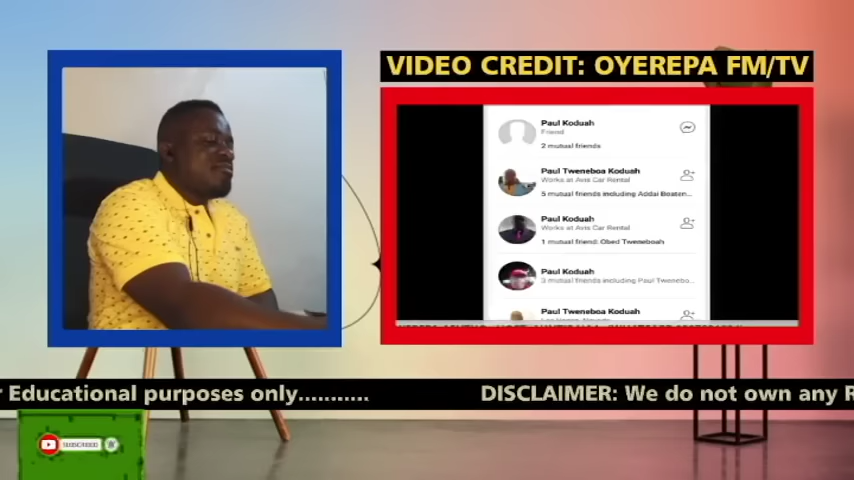 VIDEO CREDIT: OYEREPA FM/TV
Paul Koduah
Friend
2 mutual friends
Paul Tweneboa Koduah
Works at Avis Car Rental
5 mutual friends including Addai Boaten...
Paul Koduah
Works at Avis Car Rental
1 mutual friend: Obed Tweneboah
Paul Koduah
3 mutual friends including Paul Twenebo...
Paul Tweneboa Koduah
r Educational purposes only........... DISCLAIMER: We do not own any R
SUBSCRIBED